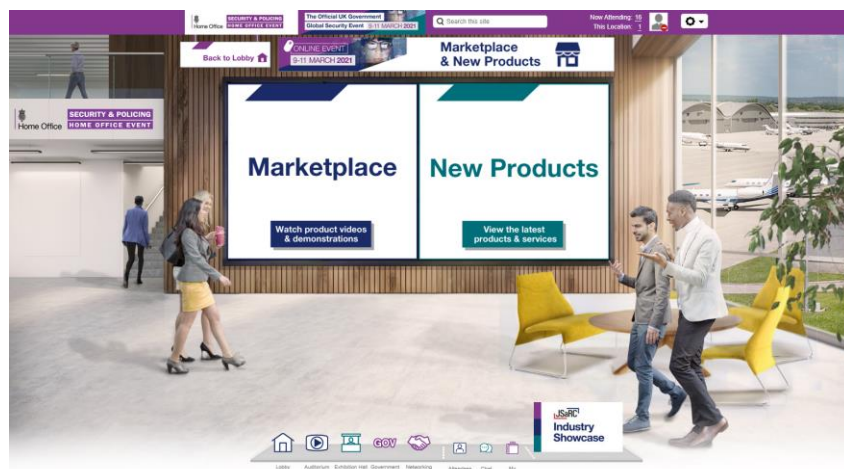 Home Office
SECURITY & POLICING
HOME OFFICE EVENT
The Official UK Government
Global Security Event 9-11 MARCH 2021
Search this site
Now Attending: 16
This Location: 1
Back to Lobby
ONLINE EVENT
9-11 MARCH 2021
Marketplace
& New Products
Home Office
SECURITY & POLICING
HOME OFFICE EVENT
Marketplace
Watch product videos
& demonstrations
New Products
View the latest
products & services
JSaRC
Industry
Showcase
GOV
Lobby Auditorium Exhibition Hall Government Networking Chat My